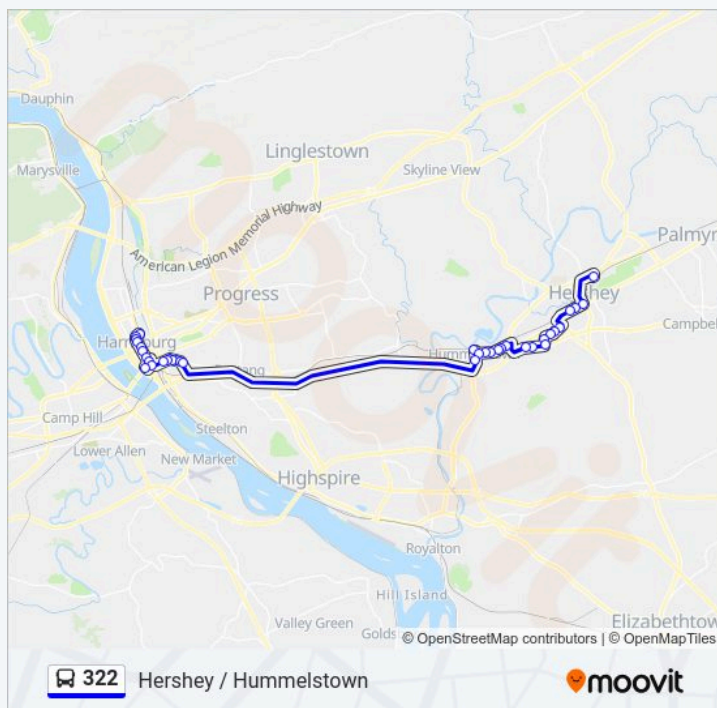 Dauphin
Linglestown
Marysville
Skyline View
American Legion Memorial Highway
Palmyr
Progress
Hershey
Campbel
Harrisburg
Camp Hill
Steelton
Lower Allen
New Market
Highspire
Royalton
Hill Island
Valley Green
Golds
Elizabethtow
© OpenStreetMap contributors | © OpenMapTiles
322 Hershey / Hummelstown
moovit